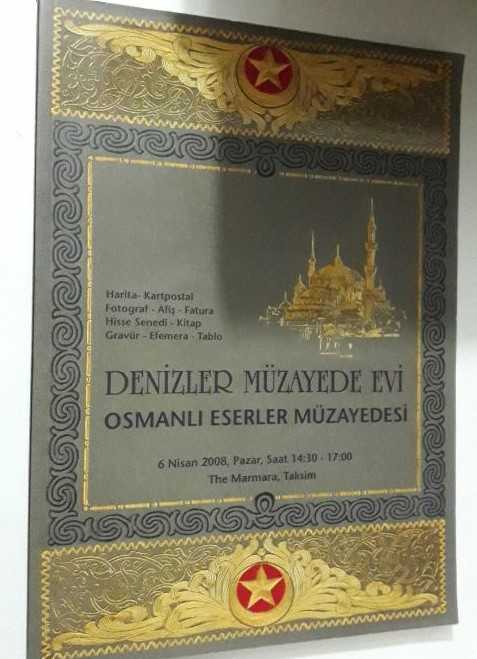 Harita- Kartpostal
Fotograf - Afiş - Fatura
Hisse Senedi - Kitap
Gravür - Efemera - Tablo
DENİZLER MÜZAYEDE EVİ
OSMANLI ESERLER MÜZAYEDESİ
6 Nisan 2008, Pazar, Saat 14:30 - 17:00
The Marmara, Taksim